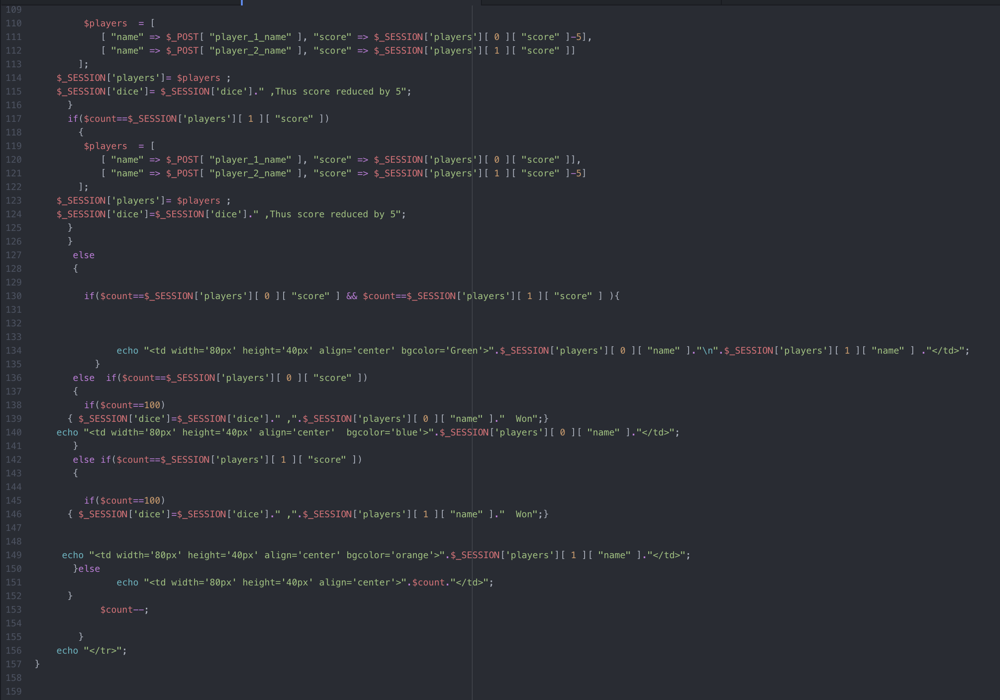 109
110 $players  = [
111 [ "name" => $_POST[ "player_1_name" ], "score" => $_SESSION['players'][ 0 ][ "score" ]-5],
112 [ "name" => $_POST[ "player_2_name" ], "score" => $_SESSION['players'][ 1 ][ "score" ]]
113 ];
114 $_SESSION['players']= $players ;
115 $_SESSION['dice']= $_SESSION['dice']." ,Thus score reduced by 5";
116 }
117 if($count==$_SESSION['players'][ 1 ][ "score" ])
118 {
119 $players  = [
120 [ "name" => $_POST[ "player_1_name" ], "score" => $_SESSION['players'][ 0 ][ "score" ]],
121 [ "name" => $_POST[ "player_2_name" ], "score" => $_SESSION['players'][ 1 ][ "score" ]-5]
122 ];
123 $_SESSION['players']= $players ;
124 $_SESSION['dice']=$_SESSION['dice']." ,Thus score reduced by 5";
125 }
126 }
127 else
128 {
129
130 if($count==$_SESSION['players'][ 0 ][ "score" ] && $count==$_SESSION['players'][ 1 ][ "score" ] ){
131
132
133
134 echo "<td width='80px' height='40px' align='center' bgcolor='Green'>".$_SESSION['players'][ 0 ][ "name" ]."\n".$_SESSION['players'][ 1 ][ "name" ] ."</td>";
135 }
136 else  if($count==$_SESSION['players'][ 0 ][ "score" ])
137 {
138 if($count==100)
139 { $_SESSION['dice']=$_SESSION['dice']." ,".$_SESSION['players'][ 0 ][ "name" ]."  Won";}
140 echo "<td width='80px' height='40px' align='center'  bgcolor='blue'>".$_SESSION['players'][ 0 ][ "name" ]."</td>";
141 }
142 else if($count==$_SESSION['players'][ 1 ][ "score" ])
143 {
144
145 if($count==100)
146 { $_SESSION['dice']=$_SESSION['dice']." ,".$_SESSION['players'][ 1 ][ "name" ]."  Won";}
147
148
149 echo "<td width='80px' height='40px' align='center' bgcolor='orange'>".$_SESSION['players'][ 1 ][ "name" ]."</td>";
150 }else
151 echo "<td width='80px' height='40px' align='center'>".$count."</td>";
152 }
153 $count--;
154
155 }
156 echo "</tr>";
157 }
158
159